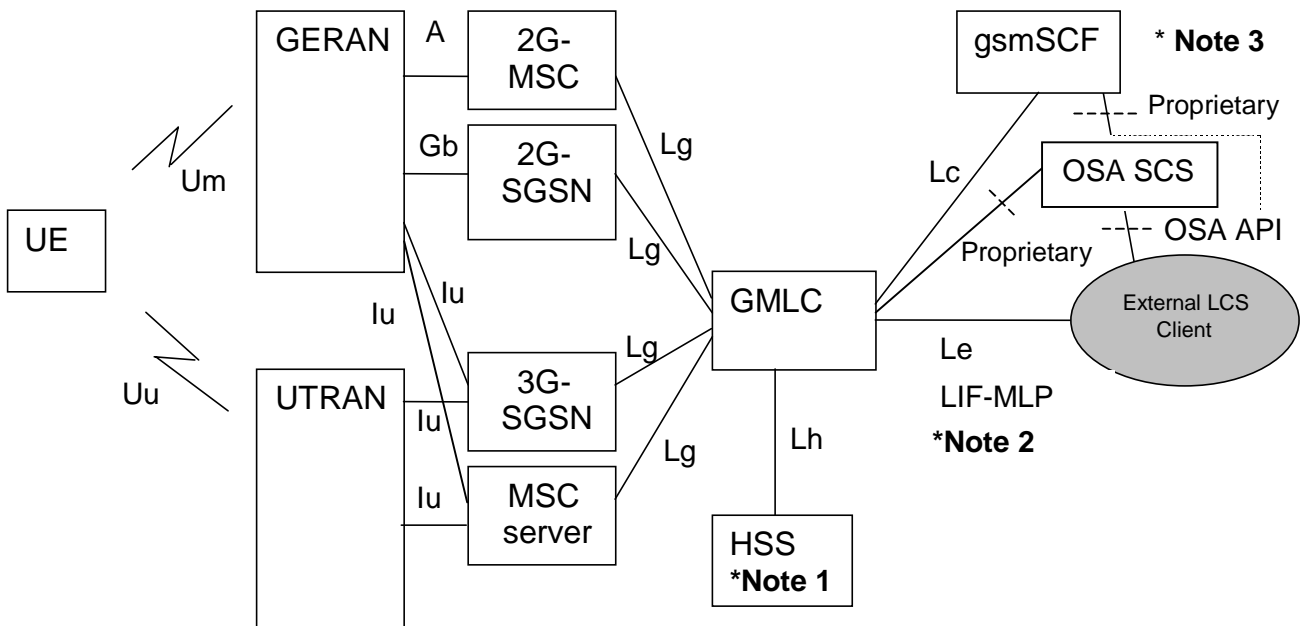 GERAN
A
2G-
MSC
gsmSCF
* Note 3
Proprietary
Um
Gb
2G-
SGSN
Lg
Lc
OSA SCS
UE
Lg
Proprietary
OSA API
Iu
Iu
GMLC
External LCS
Client
Uu
UTRAN
Iu
3G-
SGSN
Lg
Le
LIF-MLP
*Note 2
Iu
MSC
server
Lg
Lh
HSS
*Note 1